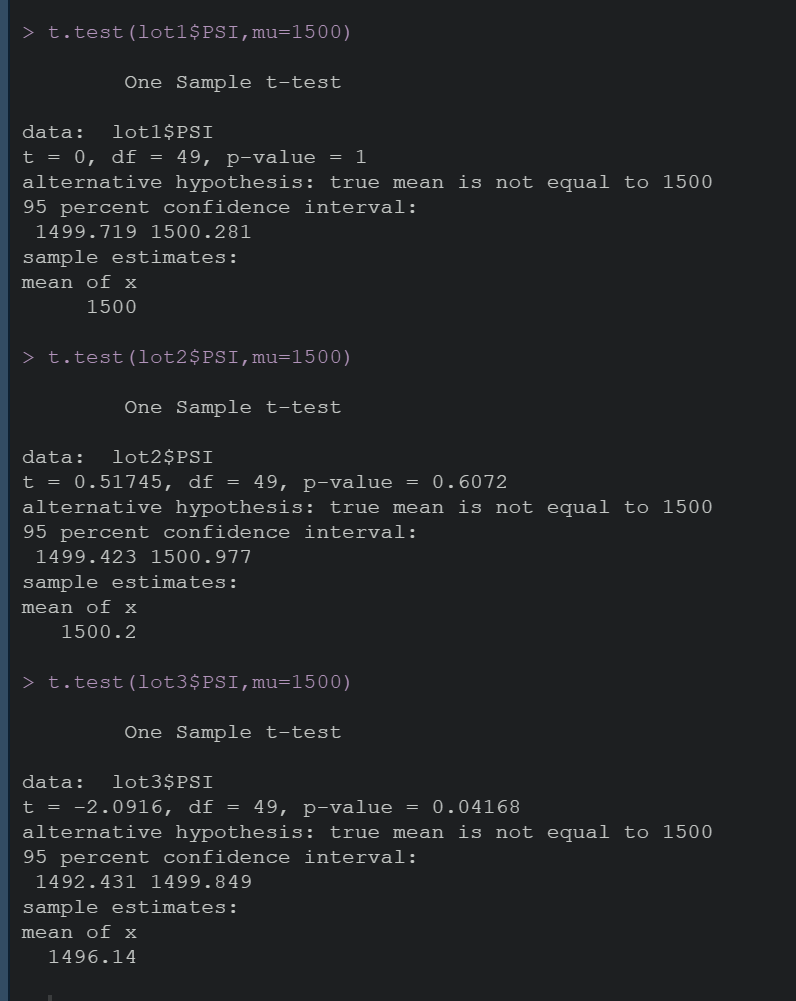 > t.test(lot1$PSI,mu=1500)
One Sample t-test
data:  lot1$PSI
t = 0, df = 49, p-value = 1
alternative hypothesis: true mean is not equal to 1500
95 percent confidence interval:
1499.719 1500.281
sample estimates:
mean of x
1500
> t.test(lot2$PSI,mu=1500)
One Sample t-test
data:  lot2$PSI
t = 0.51745, df = 49, p-value = 0.6072
alternative hypothesis: true mean is not equal to 1500
95 percent confidence interval:
1499.423 1500.977
sample estimates:
mean of x
1500.2
> t.test(lot3$PSI,mu=1500)
One Sample t-test
data:  lot3$PSI
t = -2.0916, df = 49, p-value = 0.04168
alternative hypothesis: true mean is not equal to 1500
95 percent confidence interval:
1492.431 1499.849
sample estimates:
mean of x
1496.14